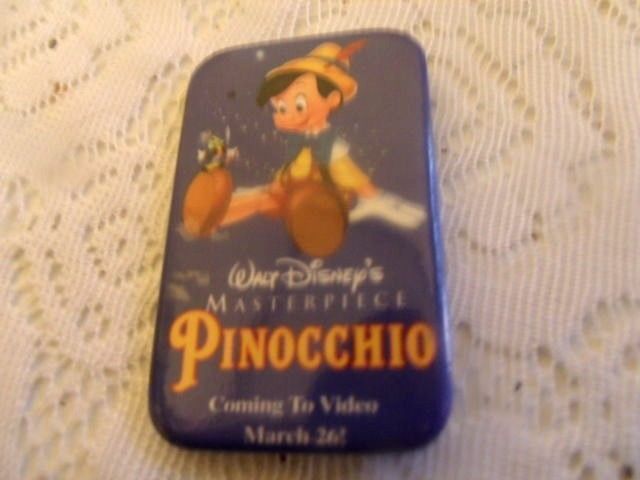 Walt Disney's
MASTERPIECE
PINOCCHIO
Coming To Video
March 26!